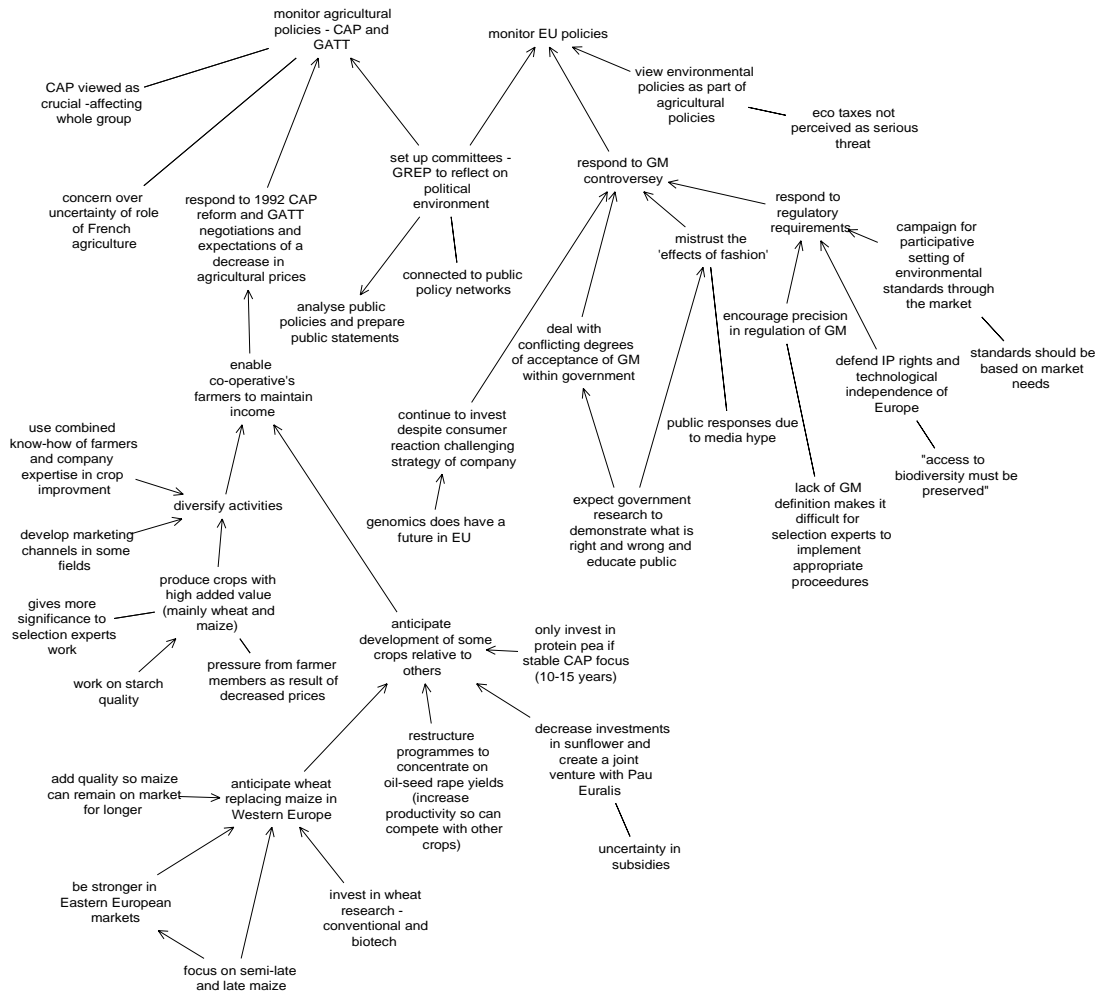 monitor agricultural
policies - CAP and
GATT
monitor EU policies
CAP viewed as
crucial -affecting
whole group
view environmental
policies as part of
agricultural
policies
eco taxes not
perceived as serious
threat
set up committees -
GREP to reflect on
political
environment
respond to GM
controversey
concern over
uncertainty of role
of French
agriculture
respond to 1992 CAP
reform and GATT
negotiations and
expectations of a
decrease in
agricultural prices
respond to
regulatory
requirements
mistrust the
'effects of fashion'
campaign for
participative
setting of
environmental
standards through
the market
connected to public
policy networks
analyse public
policies and prepare
public statements
encourage precision
in regulation of GM
deal with
conflicting degrees
of acceptance of GM
within government
standards should be
based on market
needs
defend IP rights and
technological
independence of
Europe
enable
co-operative's
farmers to maintain
income
continue to invest
despite consumer
reaction challenging
strategy of company
public responses due
to media hype
use combined
know-how of farmers
and company
expertise in crop
improvment
"access to
biodiversity must be
preserved"
lack of GM
definition makes it
difficult for
selection experts to
implement
appropriate
proceedures
diversify activities
expect government
research to
demonstrate what is
right and wrong and
educate public
genomics does have a
future in EU
develop marketing
channels in some
fields
produce crops with
high added value
(mainly wheat and
maize)
gives more
significance to
selection experts
work
anticipate
development of some
crops relative to
others
only invest in
protein pea if
stable CAP focus
(10-15 years)
pressure from farmer
members as result of
decreased prices
work on starch
quality
decrease investments
in sunflower and
create a joint
venture with Pau
Euralis
restructure
programmes to
concentrate on
oil-seed rape yields
(increase
productivity so can
compete with other
crops)
add quality so maize
can remain on market
for longer
anticipate wheat
replacing maize in
Western Europe
uncertainty in
subsidies
be stronger in
Eastern European
markets
invest in wheat
research -
conventional and
biotech
focus on semi-late
and late maize